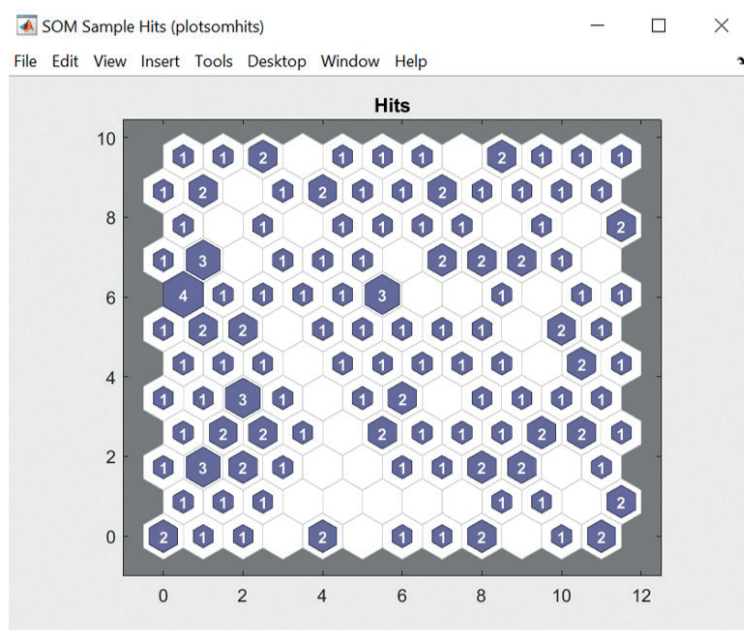 SOM Sample Hits (plotsomhits)
File Edit View Insert Tools Desktop Window Help
Hits
10
1 1 2 1 1 1 2 1 1 1
1 2 1 2 1 1 2 1 1 1 1
8
1 1 1 1 1 1 1 2
1 3 1 1 1 2 2 2 1
6
4 1 1 1 1 3 1 1 1
1 2 2 1 1 1 1 1 2 1
4
1 1 1 1 1 1 1 1 2 1
1 1 3 1 1 2 1 1 1 1
1 2 2 1 2 1 1 1 2 2 1
2
1 3 2 1 1 1 2 2 1
1 1 1 1 1 2
0
2 1 1 2 1 1 2 1 2
0 2 4 6 8 10 12